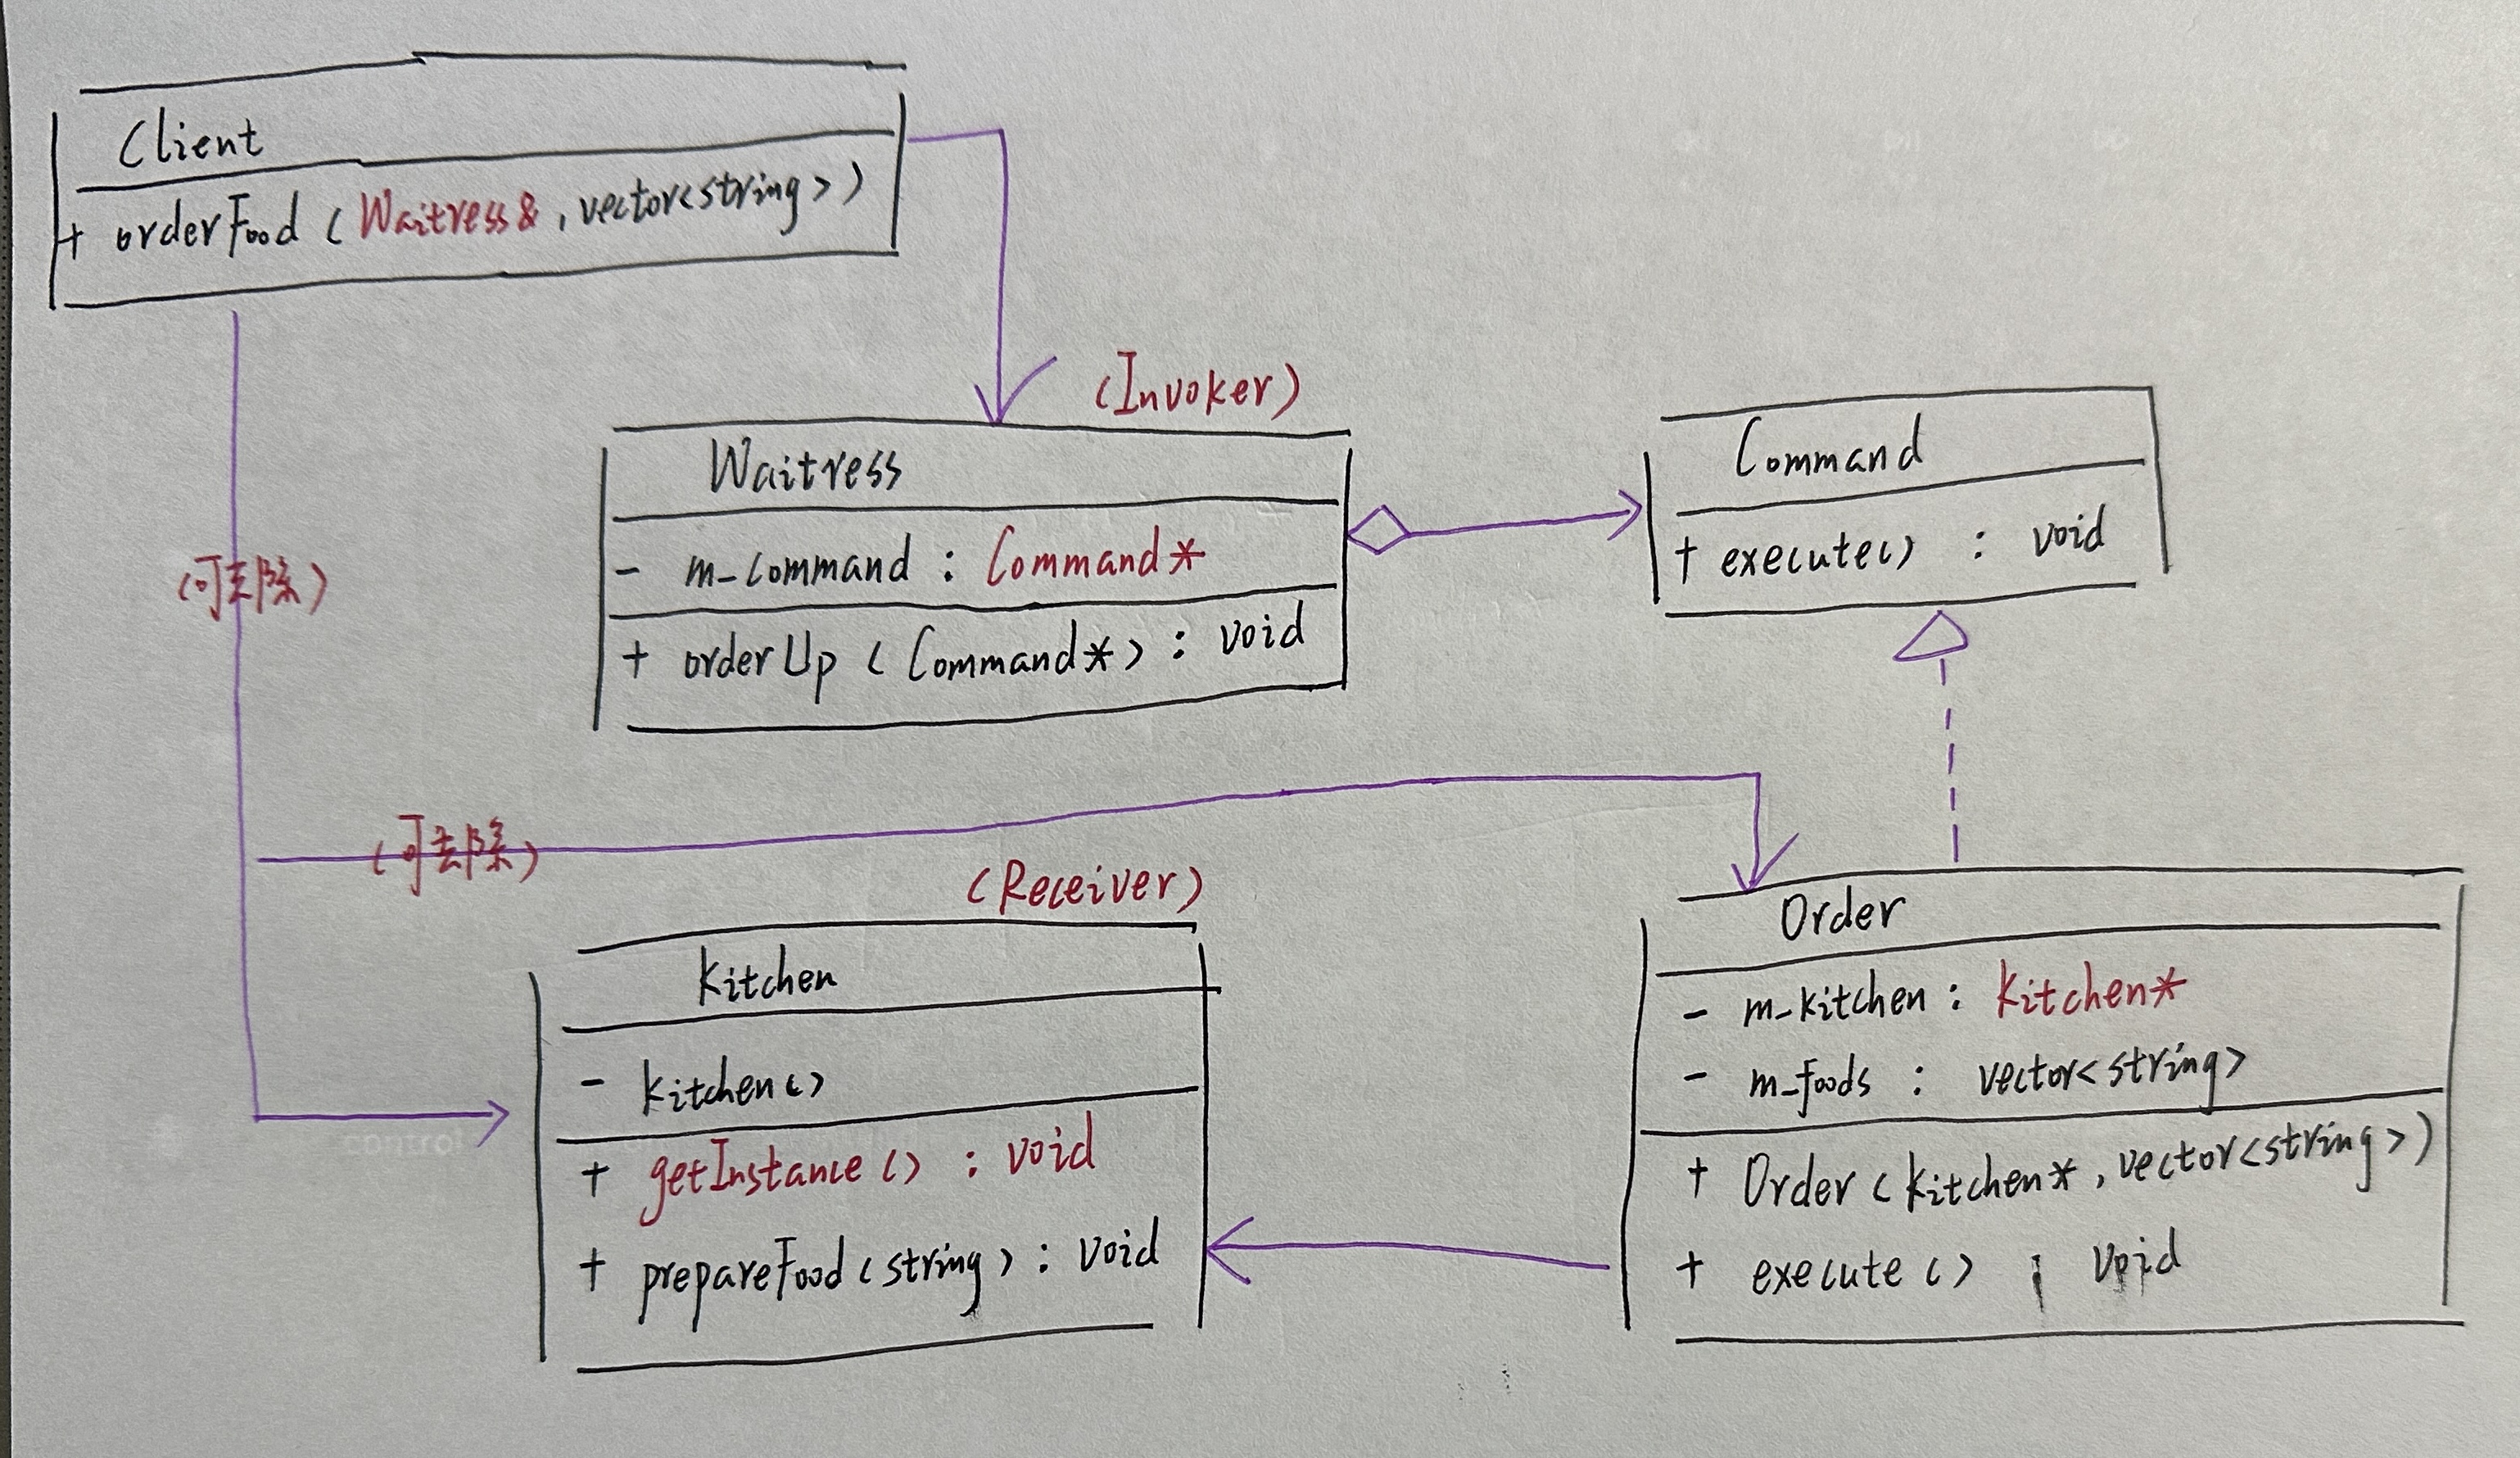 Client
+ orderFood (Waitress&, vector<string>)
(Invoker)
Waitress
- m_command : Command*
+ orderUp (Command*) : void
Command
+ execute() : void
(可去除)
(可去除)
(Receiver)
Kitchen
- Kitchen()
+ getInstance() : void
+ prepareFood(string) : void
Order
- m_kitchen : Kitchen*
- m_foods : vector<string>
+ Order (Kitchen*, vector<string>)
+ execute () : void